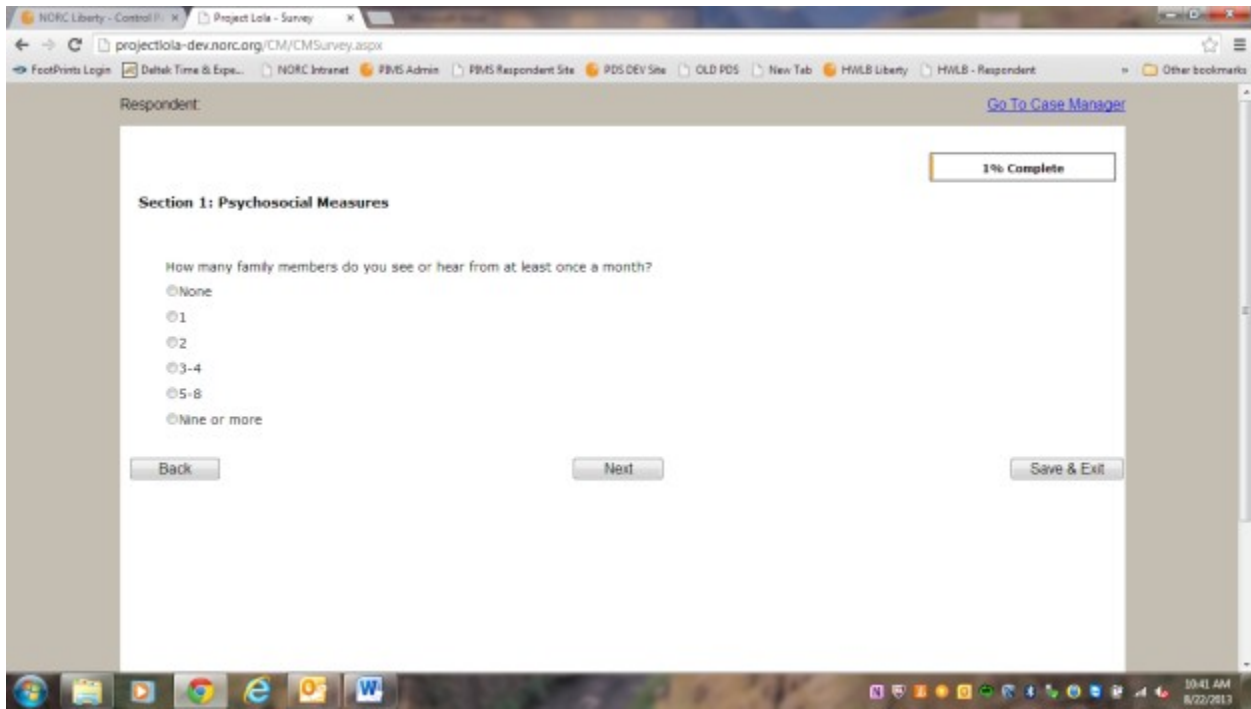 NORC Liberty - Control P
Project Lola - Survey
projectlola-dev.norc.org/CM/CMSurvey.aspx
FootPrints Login
Deltek Time & Expe...
NORC Intranet
PIMS Admin
PIMS Respondent Site
PDS DEV Site
OLD PDS
New Tab
HWLB Liberty
HWLB - Respondent
»
Other bookmarks
Respondent:
Go To Case Manager
1% Complete
Section 1: Psychosocial Measures
How many family members do you see or hear from at least once a month?
None
1
2
3-4
5-8
Nine or more
Back
Next
Save & Exit
10:41 AM
8/22/2013